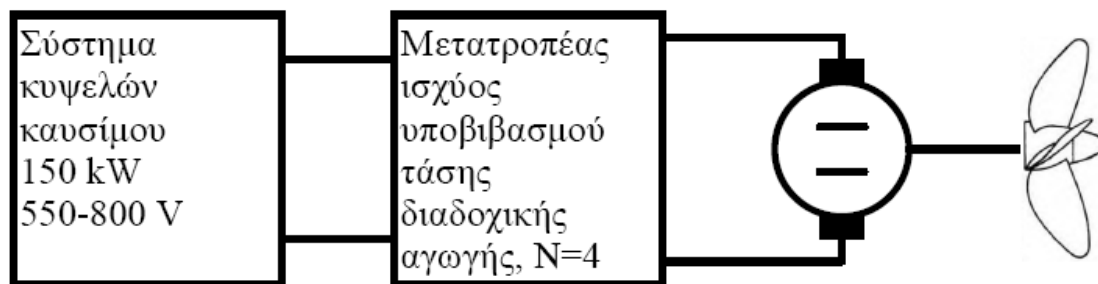 Σύστημα
κυψελών
καυσίμου
150 kW
550-800 V
Μετατροπέας
ισχύος
υποβιβασμού
τάσης
διαδοχικής
αγωγής, N=4